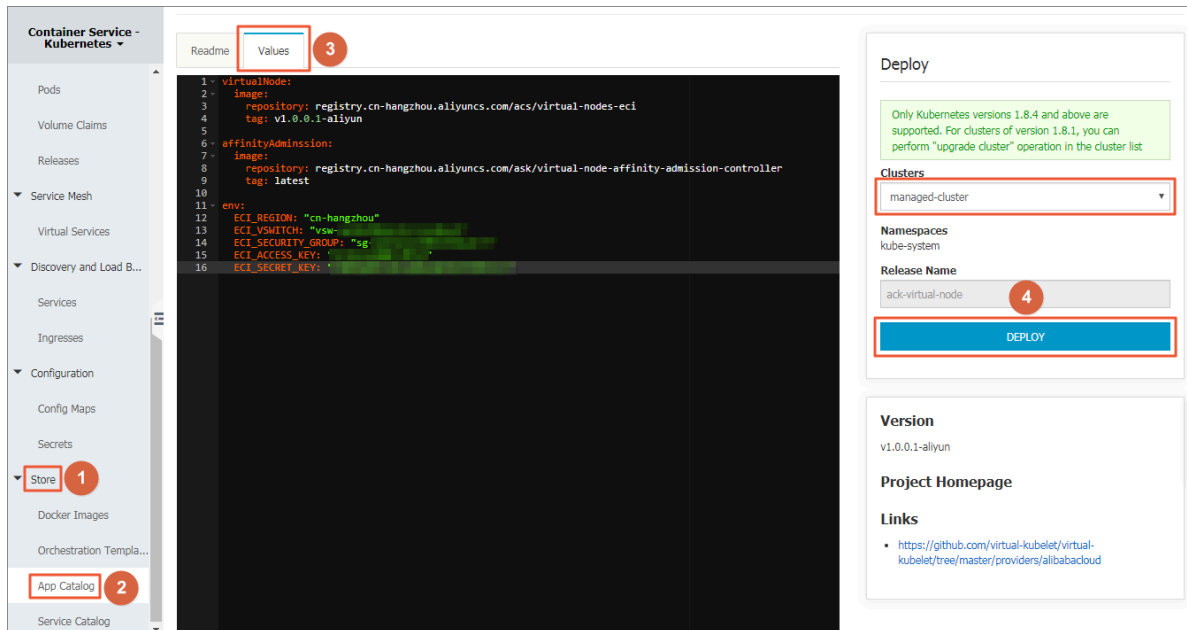 Container Service -
Kubernetes
Pods
Volume Claims
Releases
Service Mesh
Virtual Services
Discovery and Load B...
Services
Ingresses
Configuration
Config Maps
Secrets
Store
1
Docker Images
Orchestration Templa...
App Catalog
2
Service Catalog
Readme
Values
3
1 virtualNode:
2 image:
3 repository: registry.cn-hangzhou.aliyuncs.com/acs/virtual-nodes-eci
4 tag: v1.0.0.1-aliyun
5
6 affinityAdminssion:
7 image:
8 repository: registry.cn-hangzhou.aliyuncs.com/ask/virtual-node-affinity-admission-controller
9 tag: latest
10
11 env:
12 ECI_REGION: "cn-hangzhou"
13 ECI_VSWITCH: "vsw-
14 ECI_SECURITY_GROUP: "sg-
15 ECI_ACCESS_KEY: "
16 ECI_SECRET_KEY: "
Deploy
Only Kubernetes versions 1.8.4 and above are
supported. For clusters of version 1.8.1, you can
perform "upgrade cluster" operation in the cluster list
Clusters
managed-cluster
Namespaces
kube-system
Release Name
ack-virtual-node
4
DEPLOY
Version
v1.0.0.1-aliyun
Project Homepage
Links
https://github.com/virtual-kubelet/virtual-
kubelet/tree/master/providers/alibabacloud